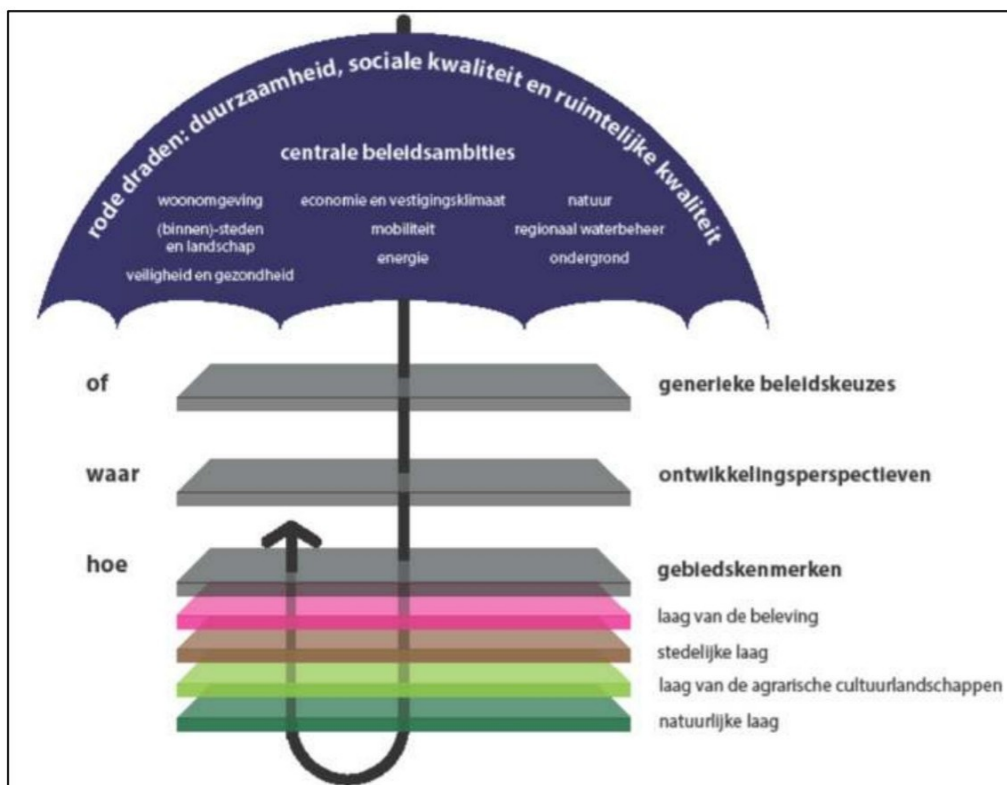 rode draden: duurzaamheid, sociale kwaliteit en ruimtelijke kwaliteit
centrale beleidsambities
woonomgeving
(binnen)-steden
en landschap
veiligheid en gezondheid
economie en vestigingsklimaat
mobiliteit
energie
natuur
regionaal waterbeheer
ondergrond
of
generieke beleidskeuzes
waar
ontwikkelingsperspectieven
hoe
gebiedskenmerken
laag van de beleving
stedelijke laag
laag van de agrarische cultuurlandschappen
natuurlijke laag